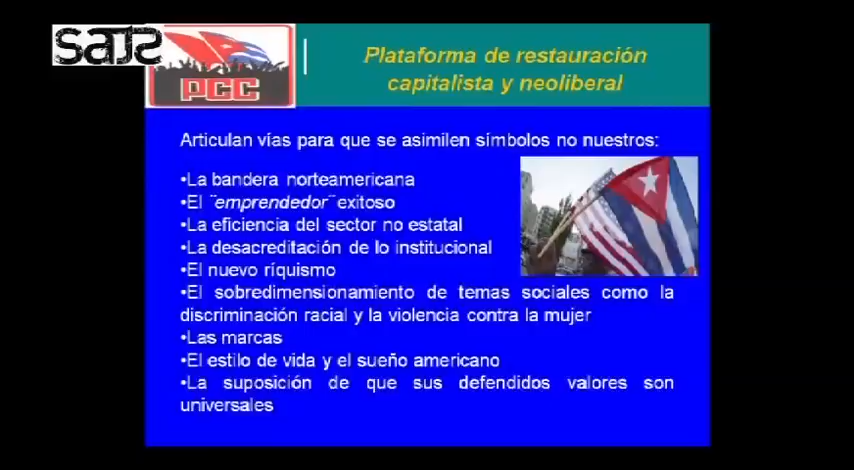 SATS
PCC
Plataforma de restauración
capitalista y neoliberal
Articulan vías para que se asimilen símbolos no nuestros:
•La bandera norteamericana
•El ¨emprendedor¨ exitoso
•La eficiencia del sector no estatal
•La desacreditación de lo institucional
•El nuevo ríquismo
•El sobredimensionamiento de temas sociales como la
discriminación racial y la violencia contra la mujer
•Las marcas
•El estilo de vida y el sueño americano
•La suposición de que sus defendidos valores son
universales